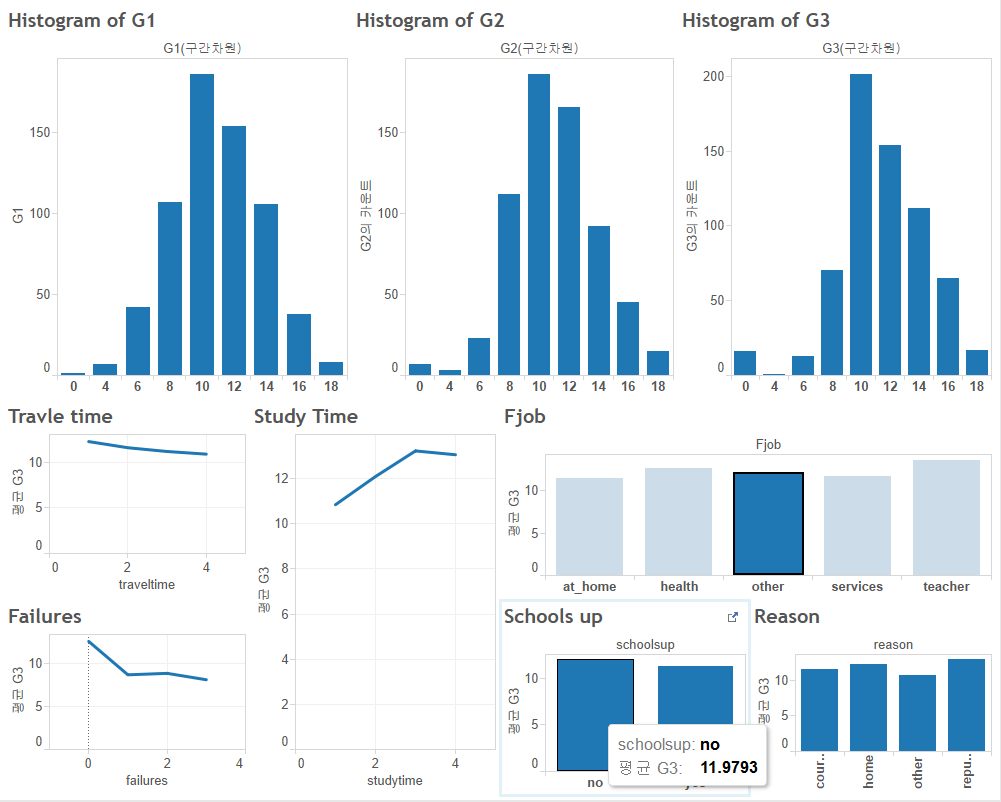 Histogram of G1
G1(구간차원)
G1
150
100
50
0
0 4 6 8 10 12 14 16 18
Histogram of G2
G2(구간차원)
G2의 카운트
150
100
50
0
0 4 6 8 10 12 14 16 18
Histogram of G3
G3(구간차원)
G3의 카운트
200
150
100
50
0
0 4 6 8 10 12 14 16 18
Travle time
평균 G3
10
5
0
0 2 4
traveltime
Study Time
평균 G3
12
10
8
6
4
2
0
0 2 4
studytime
Fjob
Fjob
평균 G3
10
5
0
at_home health other services teacher
Failures
평균 G3
10
5
0
0 2 4
failures
Schools up
schoolsup
평균 G3
10
5
0
no
schoolsup: no
평균 G3: 11.9793
Reason
reason
평균 G3
10
5
0
cour.. home other repu..